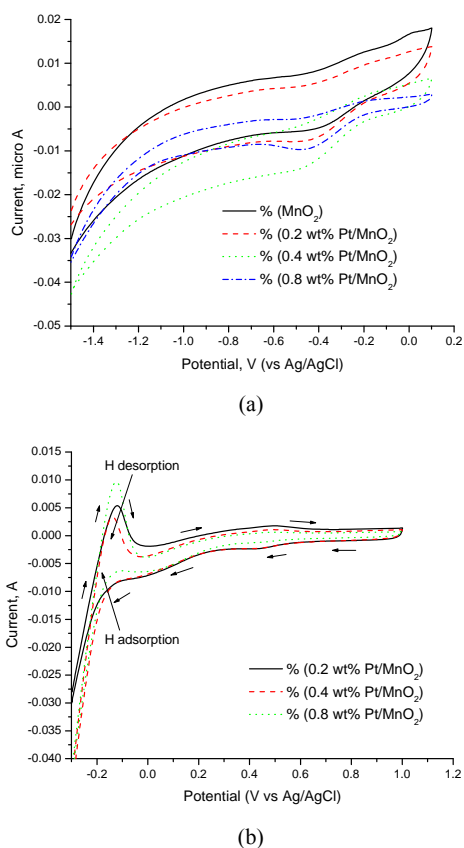 (a)
0.02
0.01
0.00
-0.01
-0.02
-0.03
-0.04
-0.05
Current, micro A
% (MnO2)
% (0.2 wt% Pt/MnO2)
% (0.4 wt% Pt/MnO2)
% (0.8 wt% Pt/MnO2)
-1.4 -1.2 -1.0 -0.8 -0.6 -0.4 -0.2 0.0 0.2
Potential, V (vs Ag/AgCl)
(a)
0.015
0.010
0.005
0.000
-0.005
-0.010
-0.015
-0.020
-0.025
-0.030
-0.035
-0.040
Current, A
H desorption
H adsorption
% (0.2 wt% Pt/MnO2)
% (0.4 wt% Pt/MnO2)
% (0.8 wt% Pt/MnO2)
-0.2 0.0 0.2 0.4 0.6 0.8 1.0 1.2
Potential (V vs Ag/AgCl)
(b)